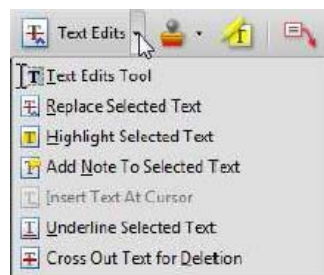 Text Edits
Text Edits Tool
Replace Selected Text
Highlight Selected Text
Add Note To Selected Text
Insert Text At Cursor
Underline Selected Text
Cross Out Text for Deletion